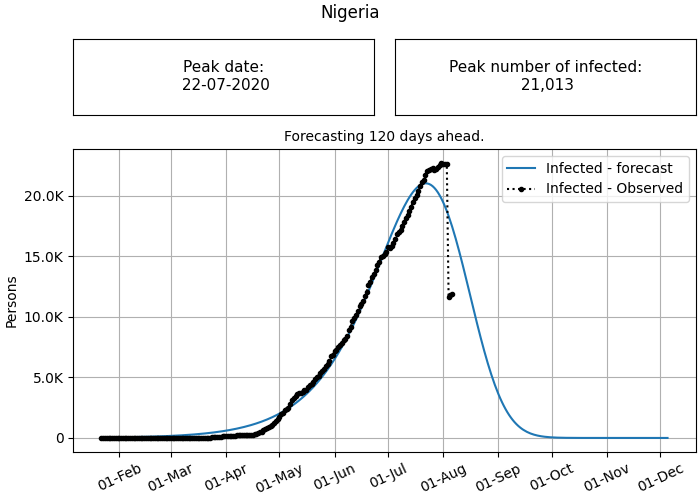 Nigeria
Peak date:
22-07-2020
Peak number of infected:
21,013
Forecasting 120 days ahead.
Infected - forecast
Infected - Observed
Persons
20.0K
15.0K
10.0K
5.0K
0
01-Feb
01-Mar
01-Apr
01-May
01-Jun
01-Jul
01-Aug
01-Sep
01-Oct
01-Nov
01-Dec